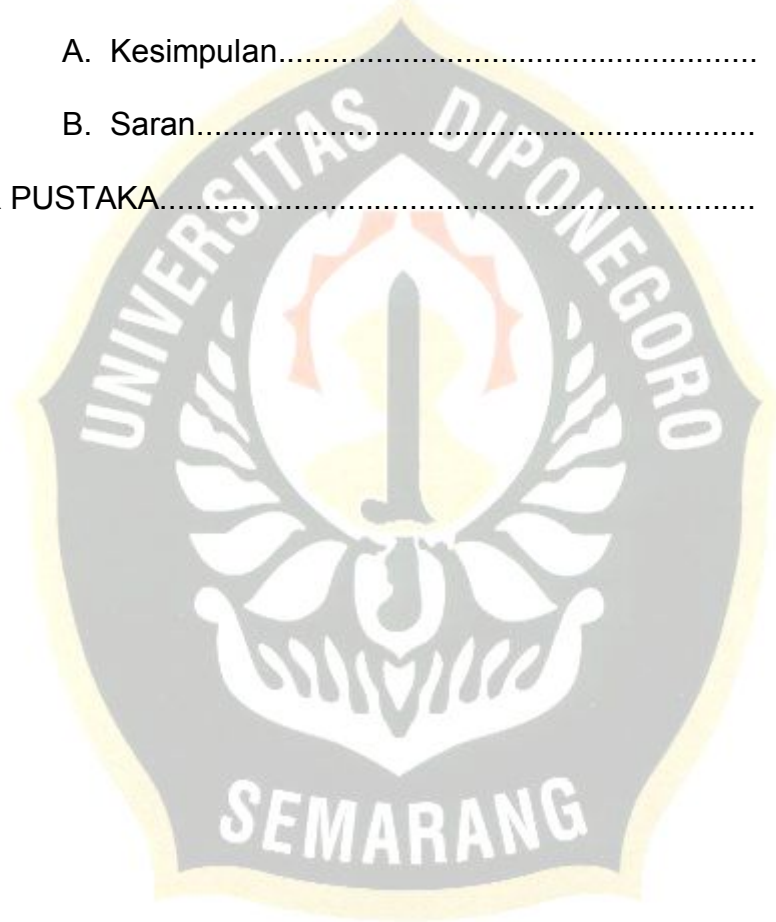 A. Kesimpulan......................................................
B. Saran...............................................................
PUSTAKA...................................................................
UNIVERSITAS DIPONEGORO
SEMARANG